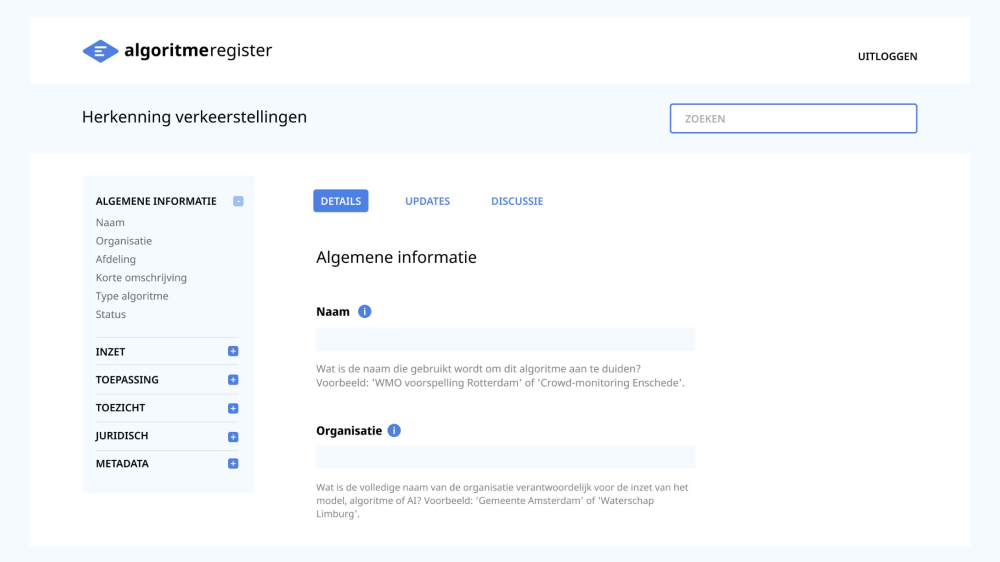 algoritmeregister
UITLOGGEN
Herkenning verkeerstellingen
ZOEKEN
ALGEMENE INFORMATIE -
Naam
Organisatie
Afdeling
Korte omschrijving
Type algoritme
Status
INZET +
TOEPASSING +
TOEZICHT +
JURIDISCH +
METADATA +
DETAILS UPDATES DISCUSSIE
Algemene informatie
Naam i
Wat is de naam die gebruikt wordt om dit algoritme aan te duiden?
Voorbeeld: 'WMO voorspelling Rotterdam' of 'Crowd-monitoring Enschede'.
Organisatie i
Wat is de volledige naam van de organisatie verantwoordelijk voor de inzet van het
model, algoritme of AI? Voorbeeld: 'Gemeente Amsterdam' of 'Waterschap
Limburg'.